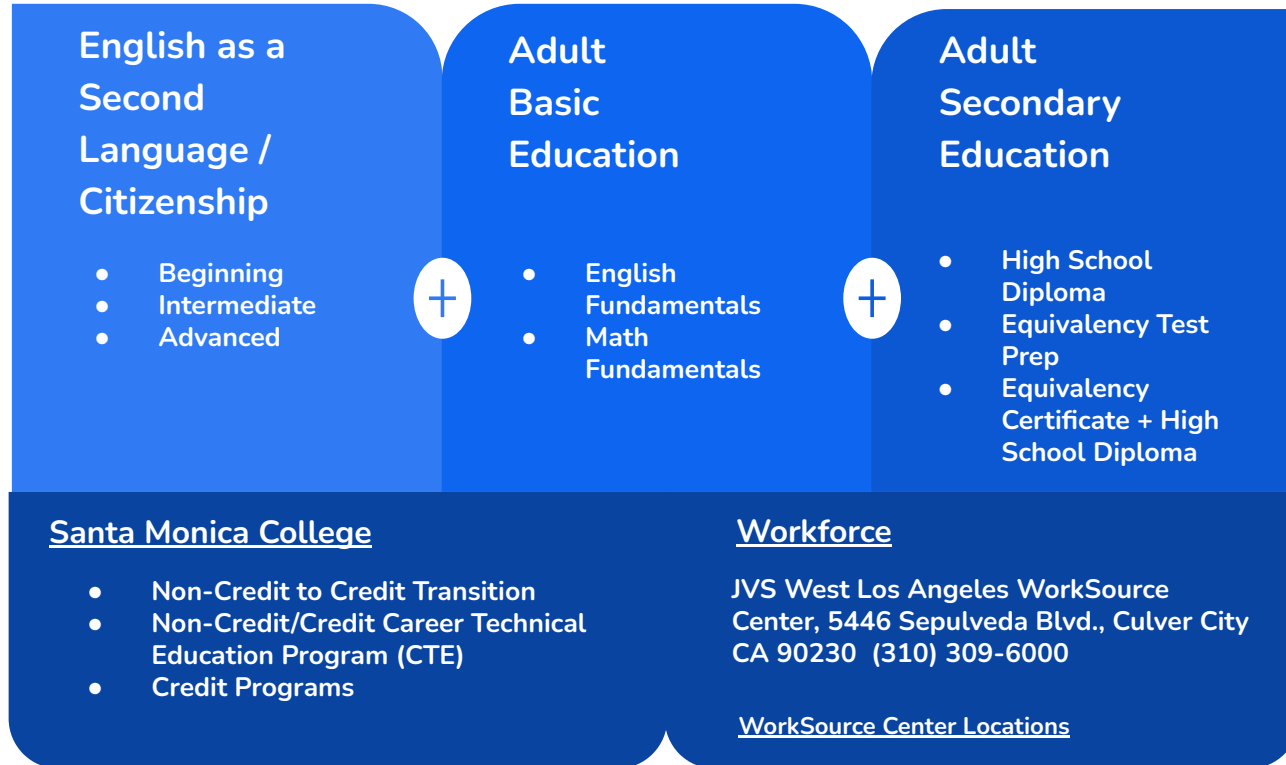 English as a
Second
Language /
Citizenship
● Beginning
● Intermediate
● Advanced
+
Adult
Basic
Education
● English
Fundamentals
● Math
Fundamentals
+
Adult
Secondary
Education
● High School
Diploma
● Equivalency Test
Prep
● Equivalency
Certificate + High
School Diploma
Santa Monica College
● Non-Credit to Credit Transition
● Non-Credit/Credit Career Technical
Education Program (CTE)
● Credit Programs
Workforce
JVS West Los Angeles WorkSource
Center, 5446 Sepulveda Blvd., Culver City
CA 90230 (310) 309-6000
WorkSource Center Locations